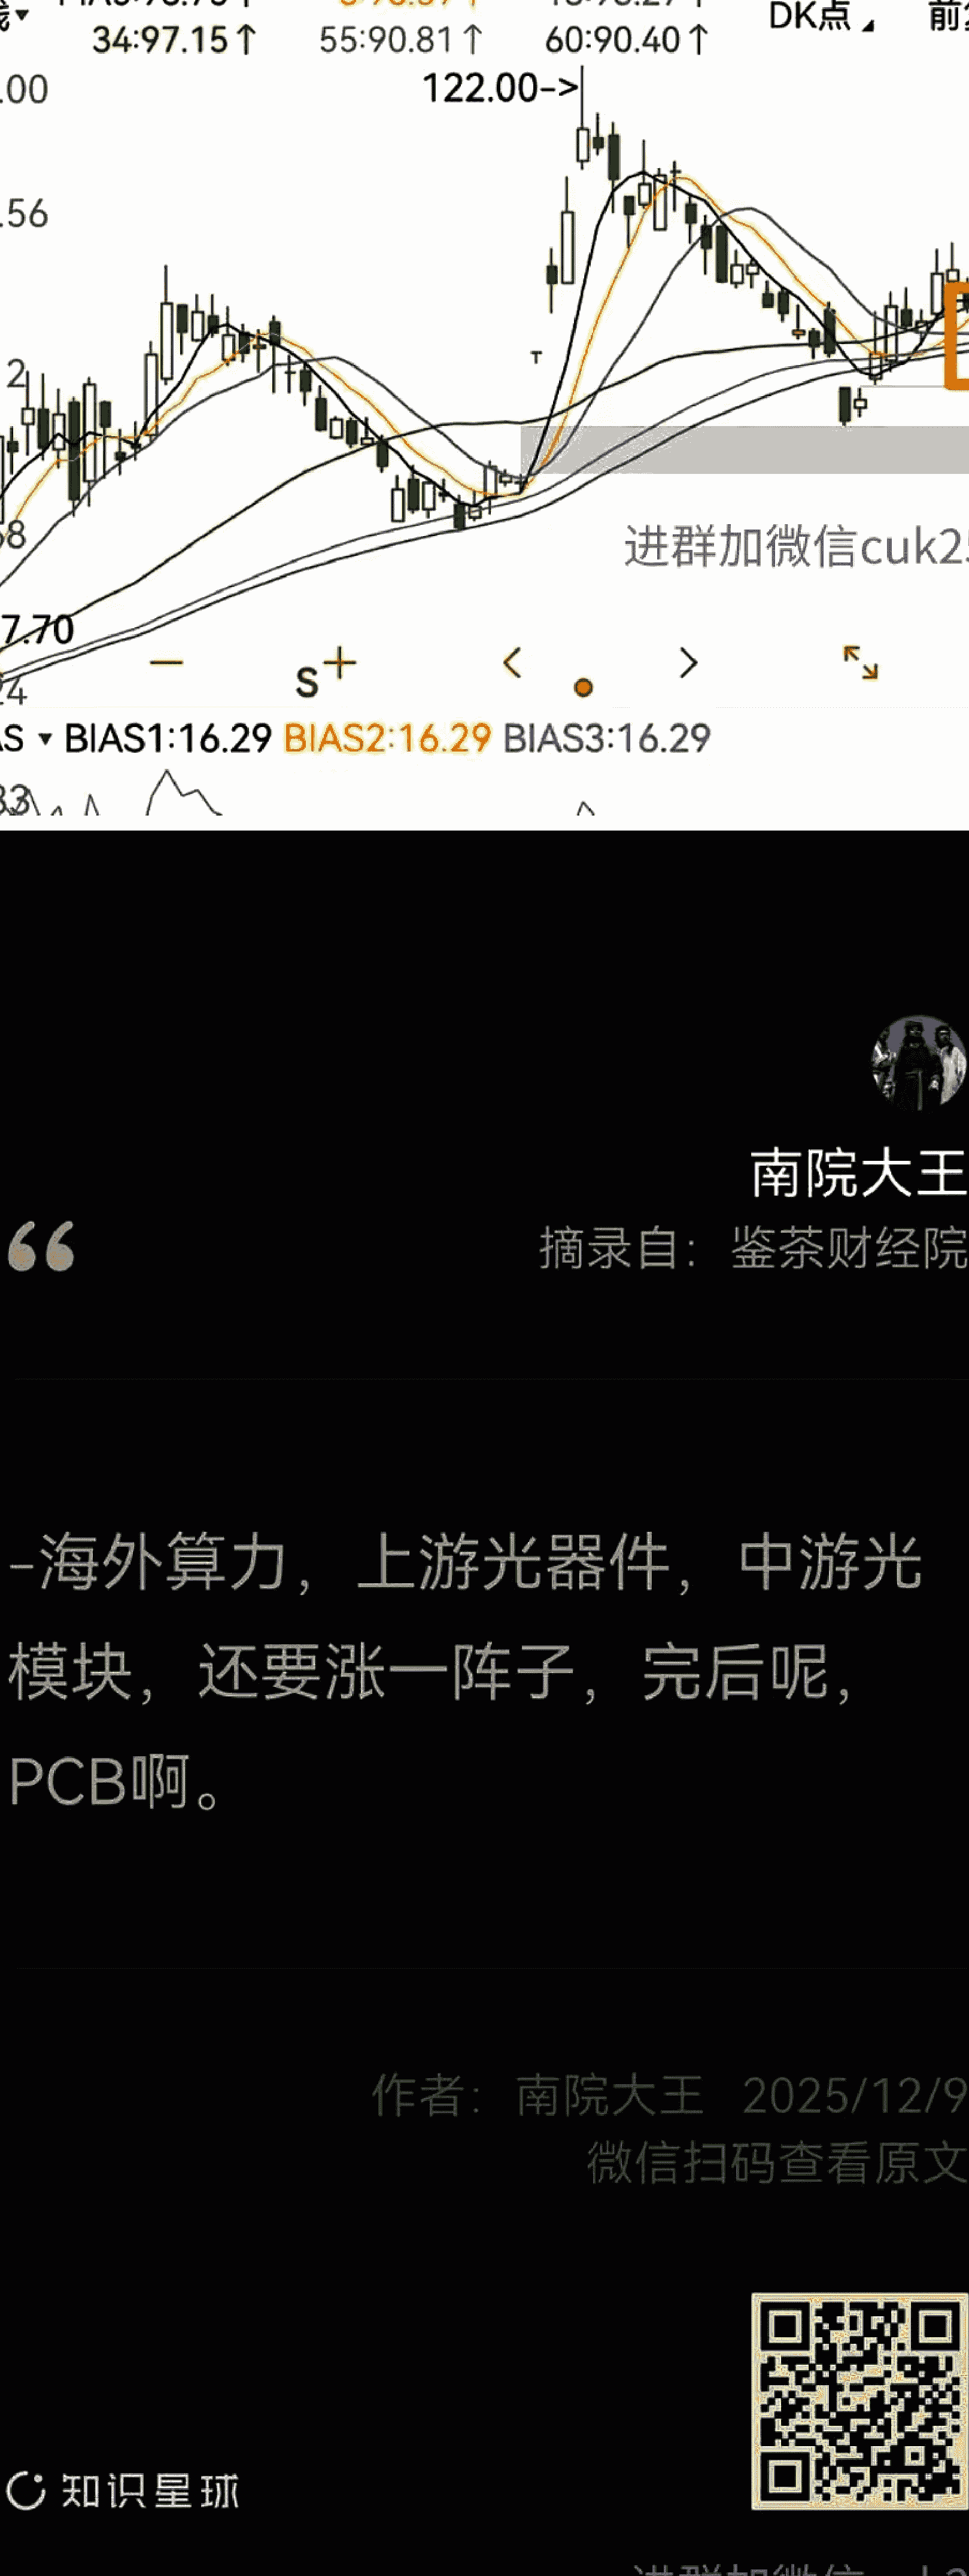 34:97.15↑ 55:90.81↑ 60:90.40↑ DK点
.00
122.00->
.56
2
进群加微信cuk2
7.70
S
24
BIAS1:16.29 BIAS2:16.29 BIAS3:16.29
33
南院大王
摘录自：鉴茶财经院
-海外算力，上游光器件，中游光
模块，还要涨一阵子，完后呢，
PCB啊。
作者：南院大王 2025/12/9
微信扫码查看原文
知识星球